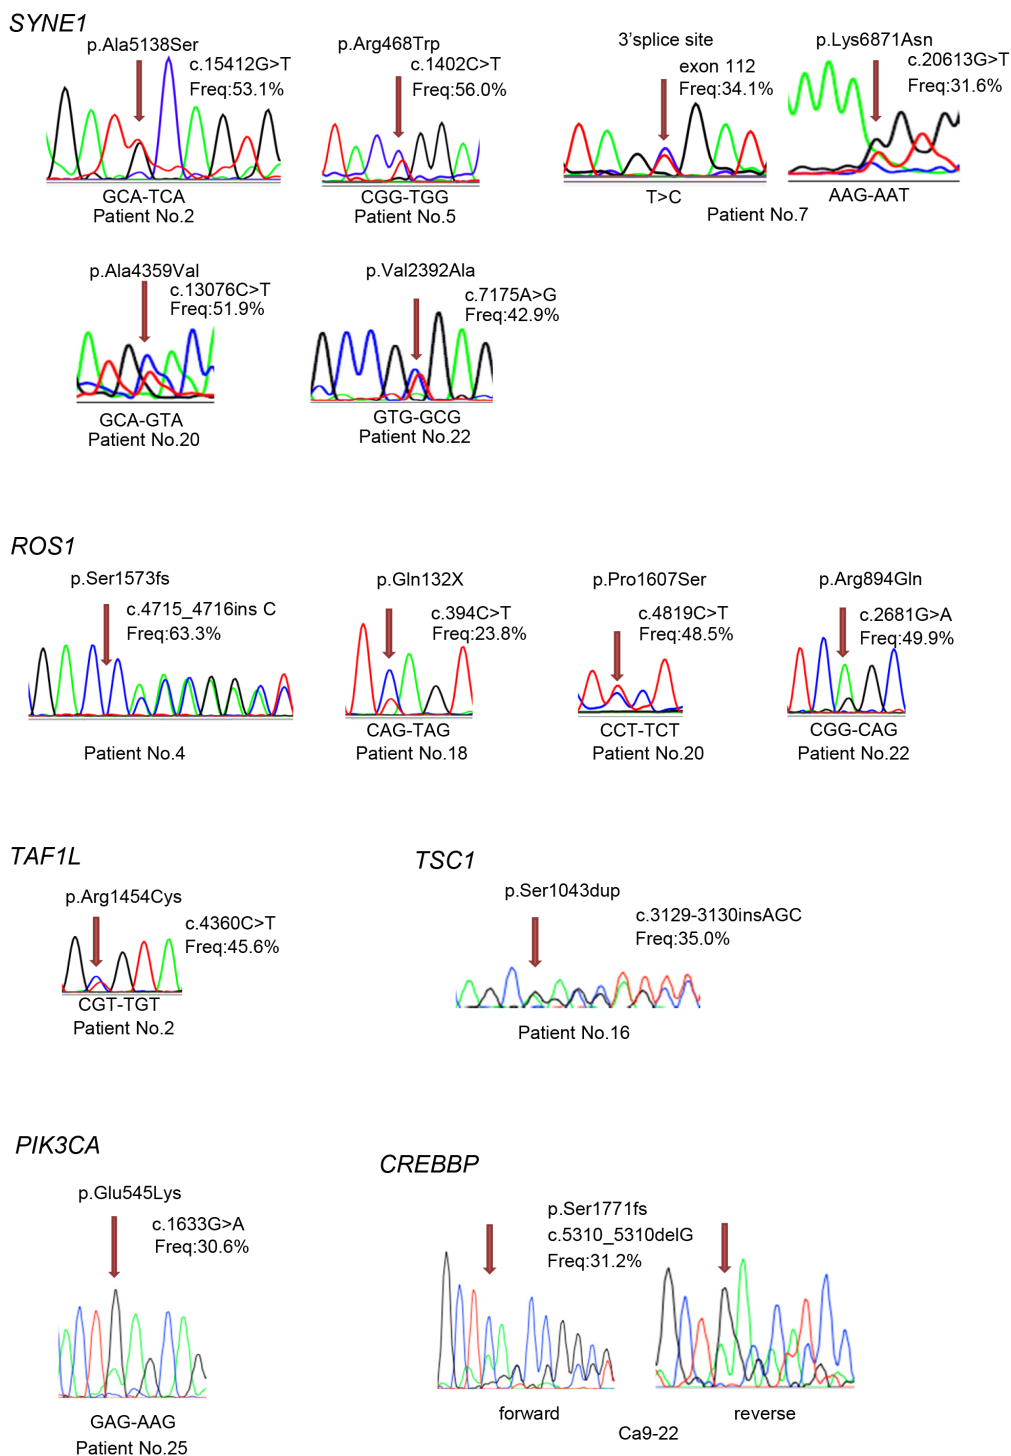 SYNE1
p.Ala5138Ser
c.15412G>T
Freq:53.1%
GCA-TCA
Patient No.2
p.Arg468Trp
c.1402C>T
Freq:56.0%
CGG-TGG
Patient No.5
3'splice site
exon 112
Freq:34.1%
T>C
p.Lys6871Asn
c.20613G>T
Freq:31.6%
AAG-AAT
Patient No.7
p.Ala4359Val
c.13076C>T
Freq:51.9%
GCA-GTA
Patient No.20
p.Val2392Ala
c.7175A>G
Freq:42.9%
GTG-GCG
Patient No.22
ROS1
p.Ser1573fs
c.4715_4716ins C
Freq:63.3%
Patient No.4
p.Gln132X
c.394C>T
Freq:23.8%
CAG-TAG
Patient No.18
p.Pro1607Ser
c.4819C>T
Freq:48.5%
CCT-TCT
Patient No.20
p.Arg894Gln
c.2681G>A
Freq:49.9%
CGG-CAG
Patient No.22
TAF1L
p.Arg1454Cys
c.4360C>T
Freq:45.6%
CGT-TGT
Patient No.2
TSC1
p.Ser1043dup
c.3129-3130insAGC
Freq:35.0%
Patient No.16
PIK3CA
p.Glu545Lys
c.1633G>A
Freq:30.6%
GAG-AAG
Patient No.25
CREBBP
p.Ser1771fs
c.5310_5310delG
Freq:31.2%
forward
reverse
Ca9-22